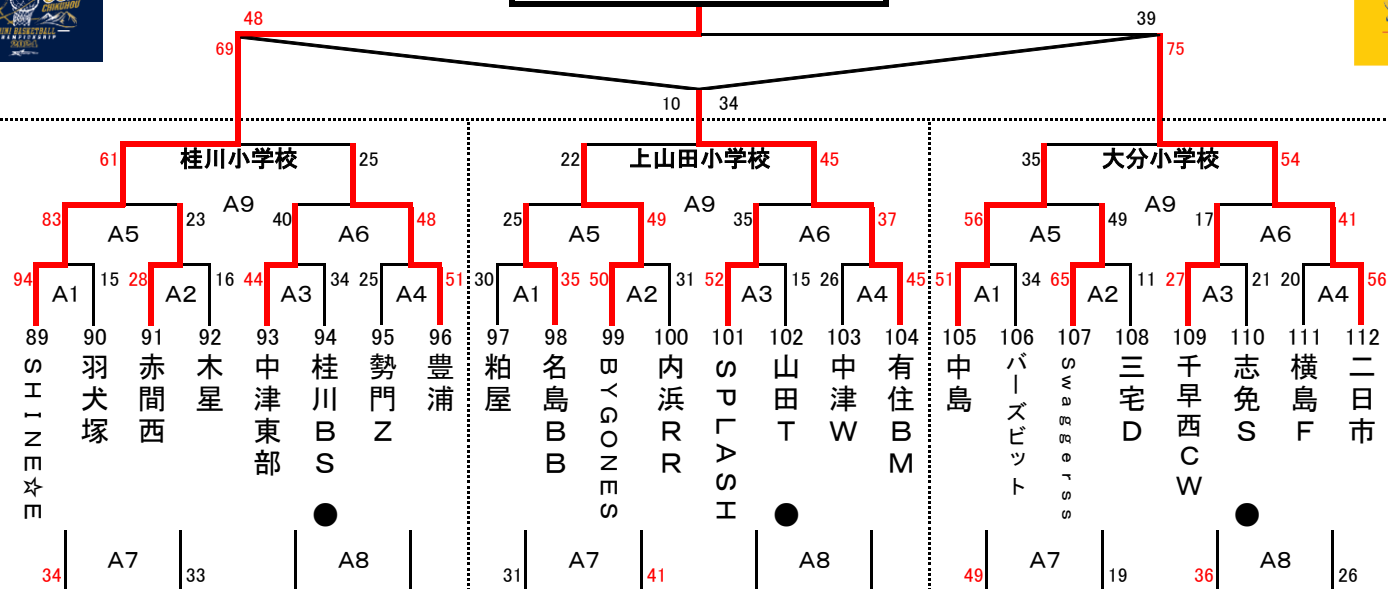 CHIKUHOU
MINI BASKETBALL
CHAMPIONSHIP
48 39
69 75
10 34
61 桂川小学校 25 22 上山田小学校 45 35 大分小学校 54
A9 A9 A9
83 23 40 48 25 49 35 37 56 49 17 41
A5 A6 A5 A6 A5 A6
94 15 28 16 44 34 25 51 30 35 50 31 52 15 26 45 51 34 65 11 27 21 20 56
A1 A2 A3 A4 A1 A2 A3 A4 A1 A2 A3 A4
89 90 91 92 93 94 95 96 97 98 99 100 101 102 103 104 105 106 107 108 109 110 111 112
SHINE☆E
羽犬塚
赤間西
木星
中津東部
桂川BS
勢門Z
豊浦
粕屋
名島BB
BYGONES
内浜RR
SPLASH
山田T
中津W
有住BM
中島
バーズビット
Swaggerss
三宅D
千早西CW
志免S
横島F
二日市
● ● ●
A7 A8 A7 A8 A7 A8
34 33 31 41 49 19 36 26